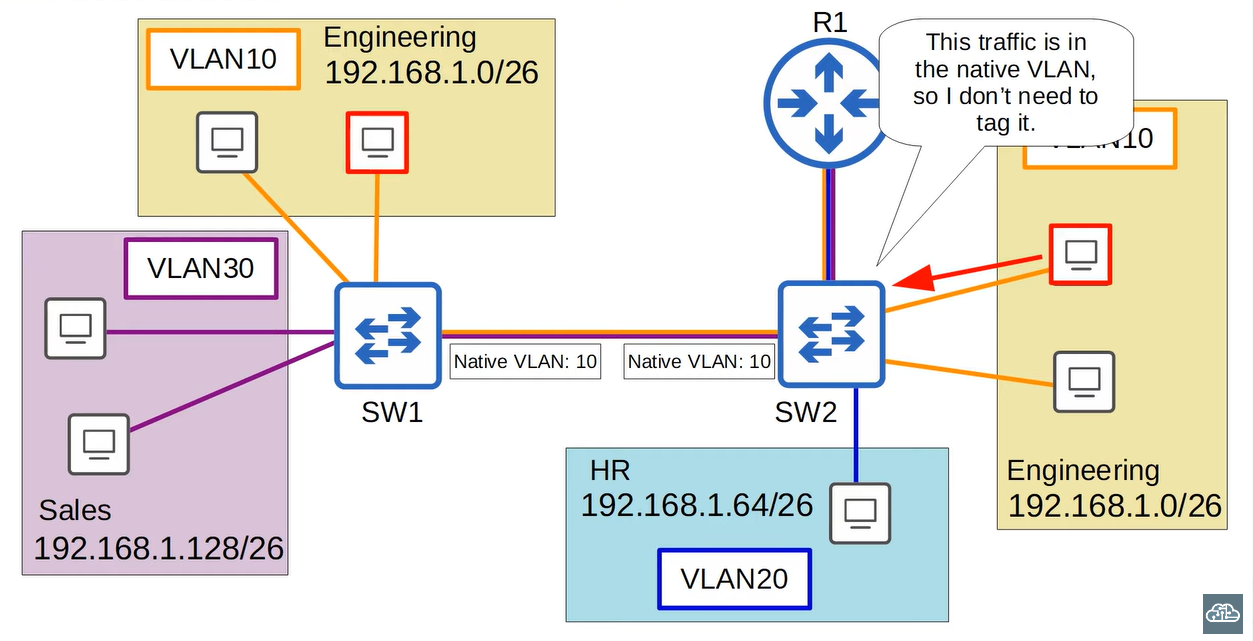 VLAN10
Engineering
192.168.1.0/26
R1
This traffic is in
the native VLAN,
so I don’t need to
tag it.
VLAN10
VLAN30
Native VLAN: 10
Native VLAN: 10
SW1
SW2
Sales
192.168.1.128/26
HR
192.168.1.64/26
VLAN20
Engineering
192.168.1.0/26